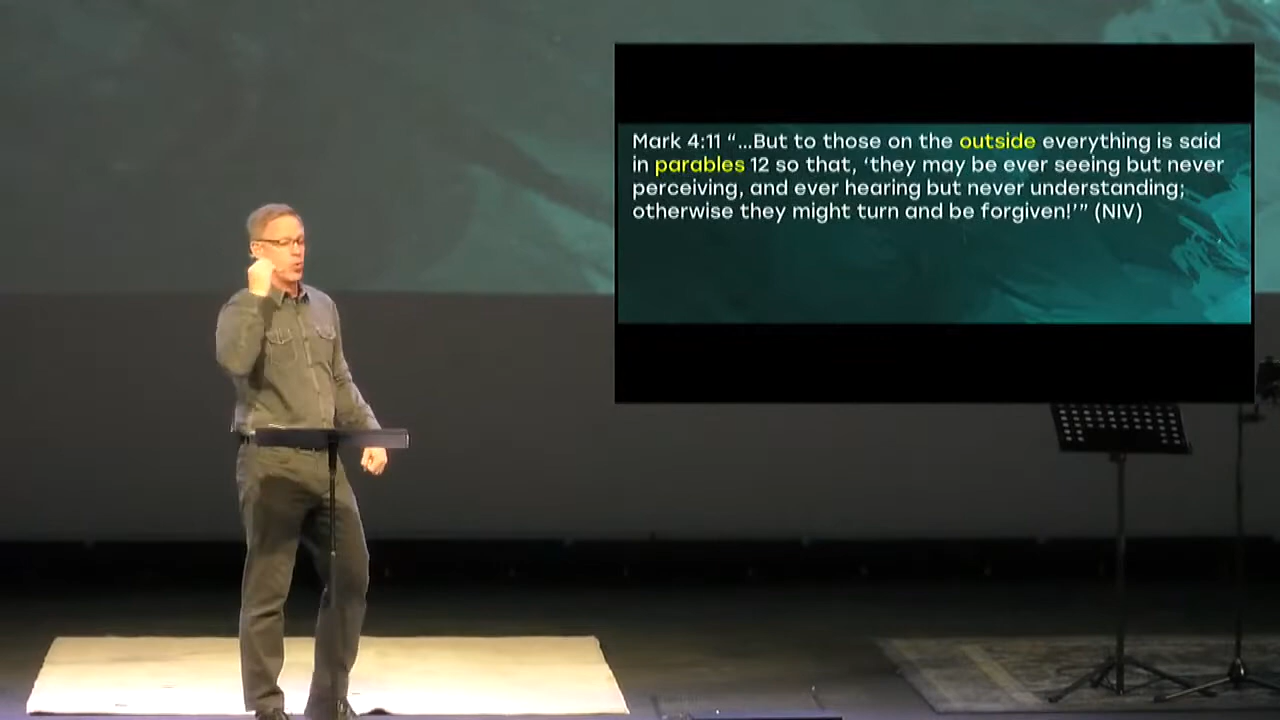 Mark 4:11 “...But to those on the outside everything is said
in parables 12 so that, ‘they may be ever seeing but never
perceiving, and ever hearing but never understanding;
otherwise they might turn and be forgiven!’” (NIV)